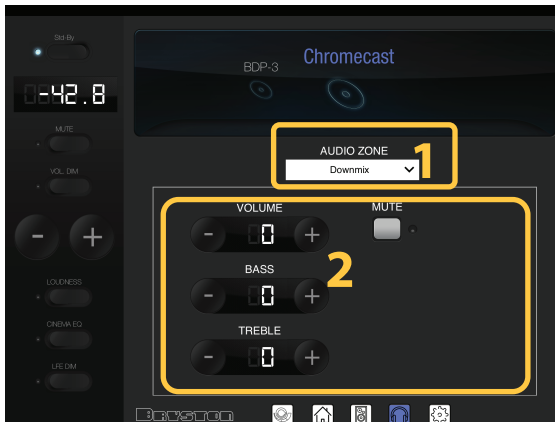 Std-By
-42.8
MUTE
VOL. DIM
-
+
LOUDNESS
CINEMA EQ
LFE DIM
BDP-3
Chromecast
AUDIO ZONE
1
Downmix
VOLUME
MUTE
- 0 +
BASS
2
- 0 +
TREBLE
- 0 +
BRYSTON